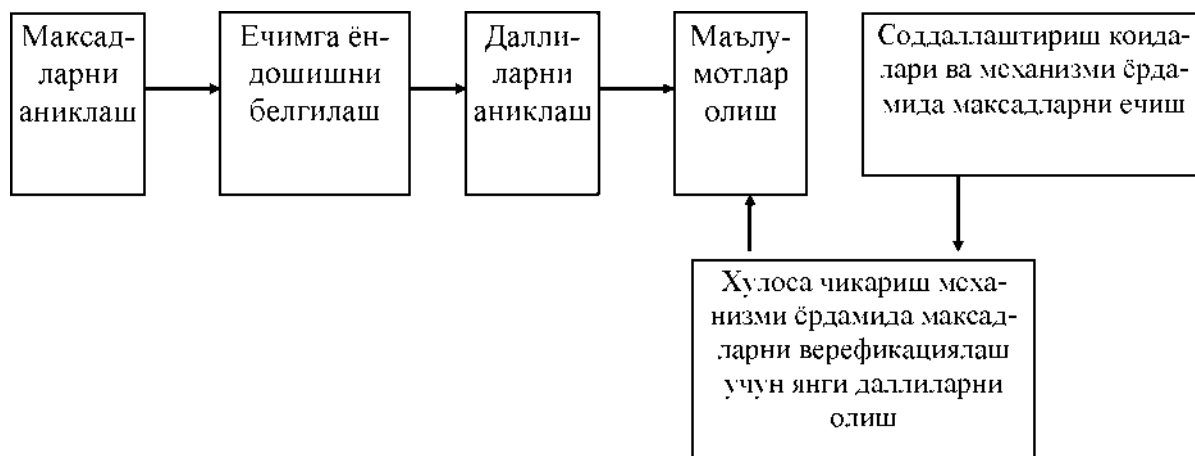 Максад-
ларни
аниклаш
Ечимга ён-
дошишни
белгилаш
Далли-
ларни
аниклаш
Маълу-
мотлар
олиш
Соддаллаштириш коида-
лари ва механизми ёрда-
мида максадларни ечиш
Хулоса чикариш меха-
низми ёрдамида максад-
ларни верефикациялаш
учун янги даллиларни
олиш